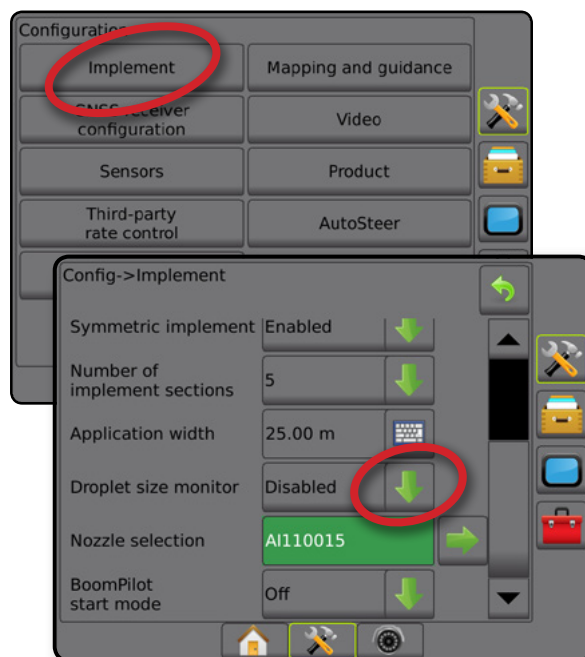 Configuration
Implement
Mapping and guidance
GNSS receiver
configuration
Video
Sensors
Product
Third-party
rate control
AutoSteer
Config->Implement
Symmetric implement
Enabled
Number of
implement sections
5
Application width
25.00 m
Droplet size monitor
Disabled
Nozzle selection
AI110015
BoomPilot
start mode
Off